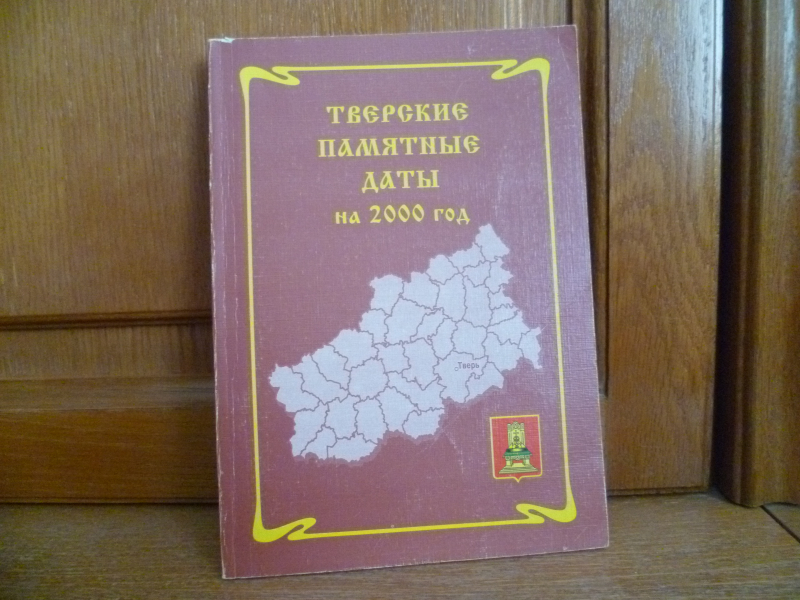 ТВЕРСКИЕ
ПАМЯТНЫЕ
ДАТЫ
на 2000 год
Тверь